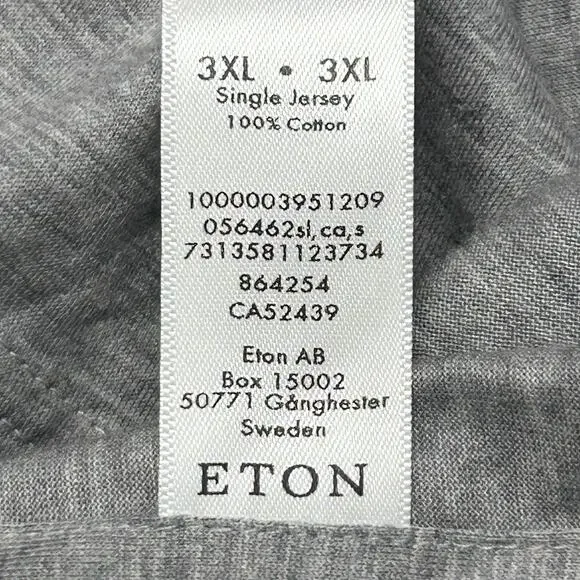 3XL • 3XL
Single Jersey
100% Cotton
1000003951209
056462sl,ca,s
7313581123734
864254
CA52439
Eton AB
Box 15002
50771 Gånghester
Sweden
ETON